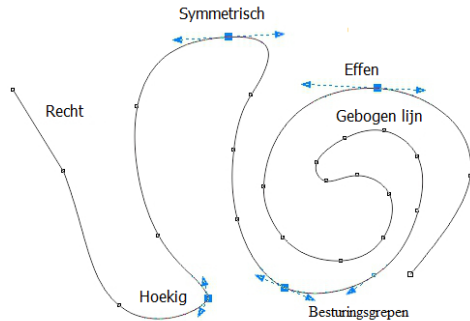 Symmetrisch
Effen
Recht
Gebogen lijn
Hoekig
Besturingsgrepen